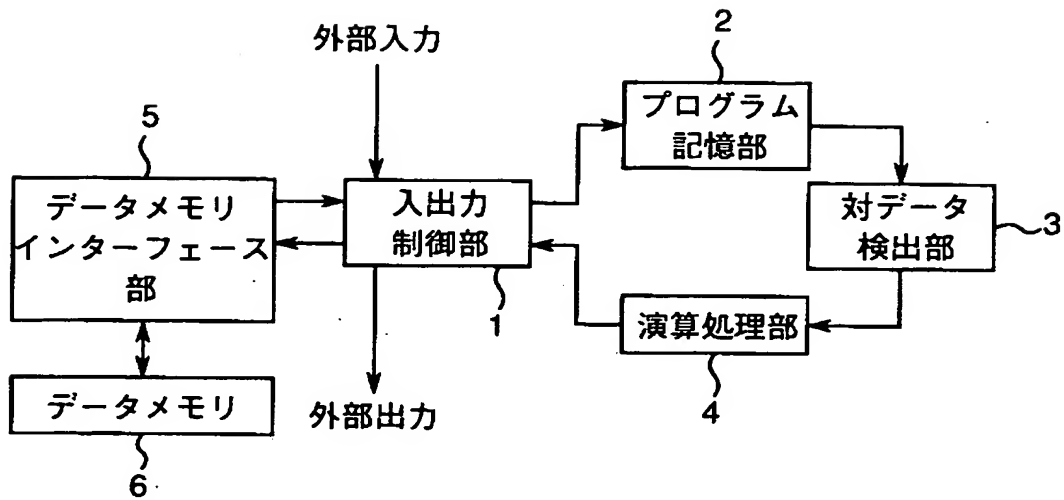 外部入力
2
プログラム
記憶部
5
データメモリ
インターフェース
部
入出力
制御部
対データ
検出部
3
1
演算処理部
4
データメモリ
外部出力
6